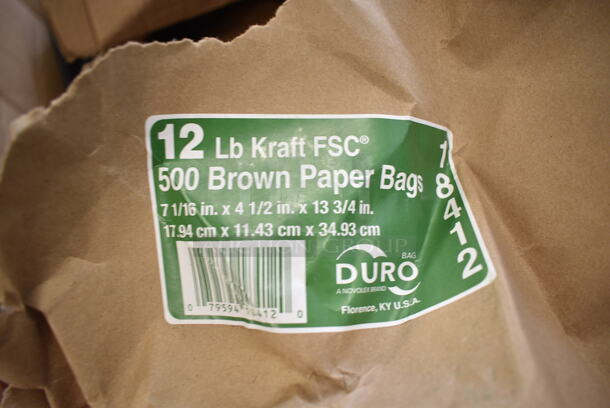 12 Lb Kraft FSC®
500 Brown Paper Bags
7 1/16 in. x 4 1/2 in. x 13 3/4 in.
17.94 cm x 11.43 cm x 34.93 cm
18412
DURO BAG
A NOVOLEX BRAND
Florence, KY U.S.A.
0 79594 18412 0